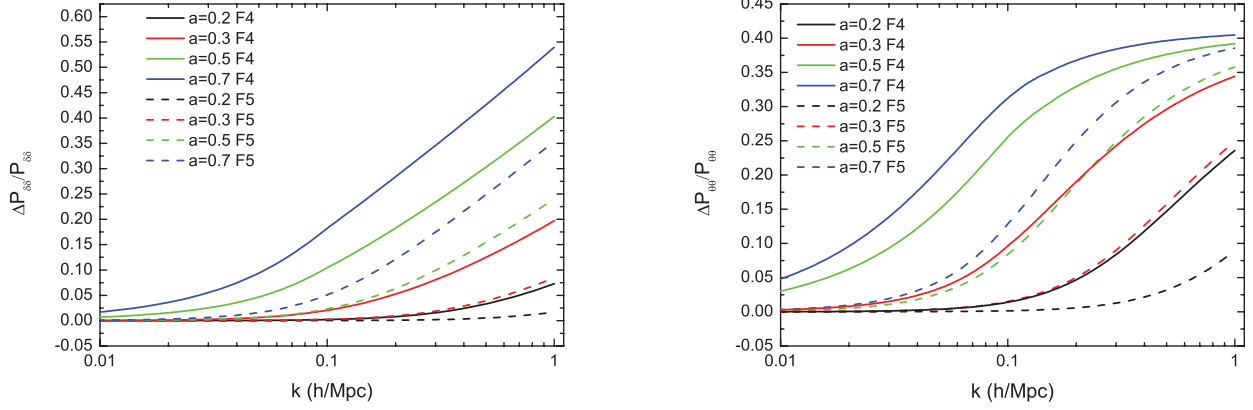 0.60
0.55
0.50
0.45
0.40
0.35
0.30
0.25
0.20
0.15
0.10
0.05
0.00
-0.05
ΔP_δδ/P_δδ
a=0.2 F4
a=0.3 F4
a=0.5 F4
a=0.7 F4
a=0.2 F5
a=0.3 F5
a=0.5 F5
a=0.7 F5
0.01 0.1 1
k (h/Mpc)
0.45
0.40
0.35
0.30
0.25
0.20
0.15
0.10
0.05
0.00
-0.05
ΔP_θθ/P_θθ
a=0.2 F4
a=0.3 F4
a=0.5 F4
a=0.7 F4
a=0.2 F5
a=0.3 F5
a=0.5 F5
a=0.7 F5
0.01 0.1 1
k (h/Mpc)